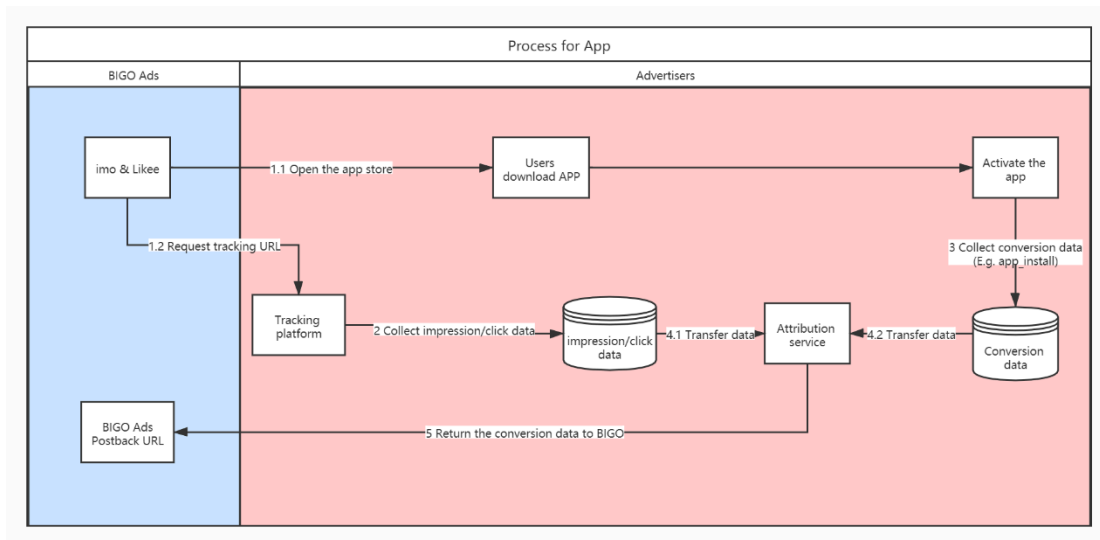 Process for App
BIGO Ads
Advertisers
imo & Likee
1.1 Open the app store
Users
download APP
Activate the
app
1.2 Request tracking URL
3 Collect conversion data
(E.g. app_install)
Tracking
platform
2 Collect impression/click data
impression/click
data
4.1 Transfer data
Attribution
service
4.2 Transfer data
Conversion
data
BIGO Ads
Postback URL
5 Return the conversion data to BIGO